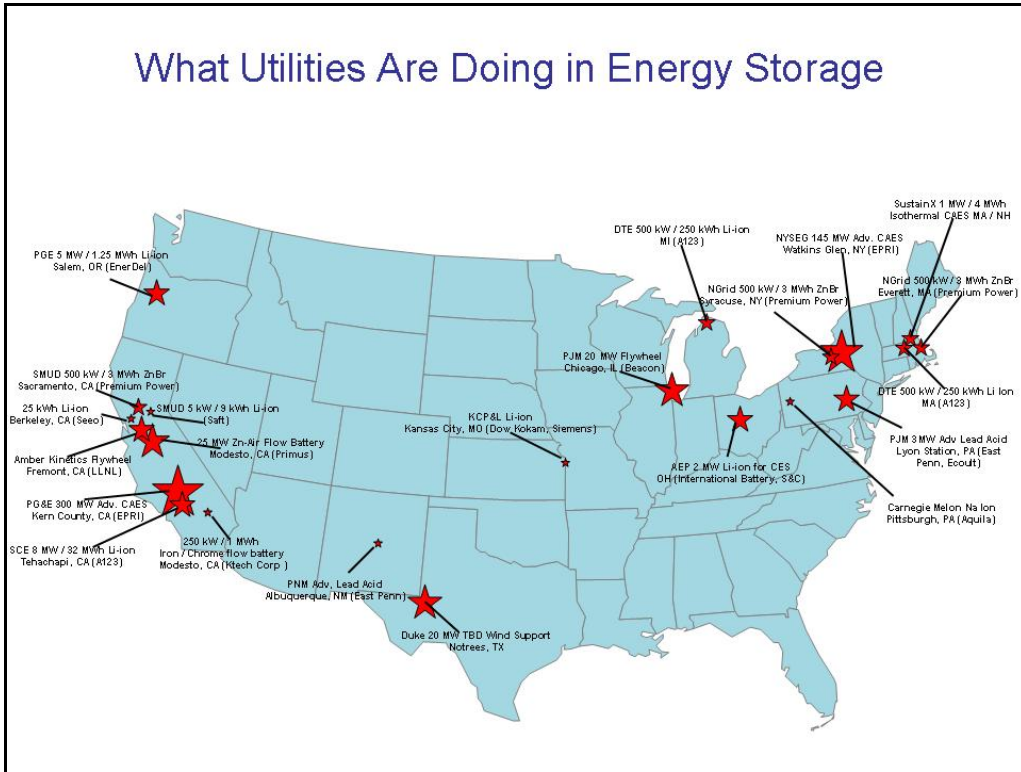 What Utilities Are Doing in Energy Storage
SustainX 1 MW / 4 MWh
Isothermal CAES MA / NH
DTE 500 kW / 250 kWh Li-ion
MI (A123)
NYSEG 145 MW Adv. CAES
Watkins Glen, NY (EPRI)
PGE 5 MW / 1.25 MWh Li-ion
Salem, OR (EnerDel)
NGrid 500 kW / 3 MWh ZnBr
Syracuse, NY (Premium Power)
NGrid 500 kW / 3 MWh ZnBr
Everett, MA (Premium Power)
PJM 20 MW Flywheel
Chicago, IL (Beacon)
SMUD 500 kW / 3 MWh ZnBr
Sacramento, CA (Premium Power)
DTE 500 kW / 250 kWh Li Ion
MA (A123)
25 kWh Li-ion
Berkeley, CA (Seeo)
SMUD 5 kW / 9 kWh Li-ion
(Saft)
KCP&L Li-ion
Kansas City, MO (Dow Kokam, Siemens)
25 MW Zn-Air Flow Battery
Modesto, CA (Primus)
PJM 3 MW Adv Lead Acid
Lyon Station, PA (East
Penn, Ecoult)
Amber Kinetics Flywheel
Fremont, CA (LLNL)
AEP 2 MW Li-ion for CES
OH (International Battery, S&C)
PG&E 300 MW Adv. CAES
Kern County, CA (EPRI)
Carnegie Melon Na Ion
Pittsburgh, PA (Aquila)
SCE 8 MW / 32 MWh Li-ion
Tehachapi, CA (A123)
250 kW / 1 MWh
Iron / Chrome flow battery
Modesto, CA (Ktech Corp )
PNM Adv, Lead Acid
Albuquerque, NM (East Penn)
Duke 20 MW TBD Wind Support
Notrees, TX